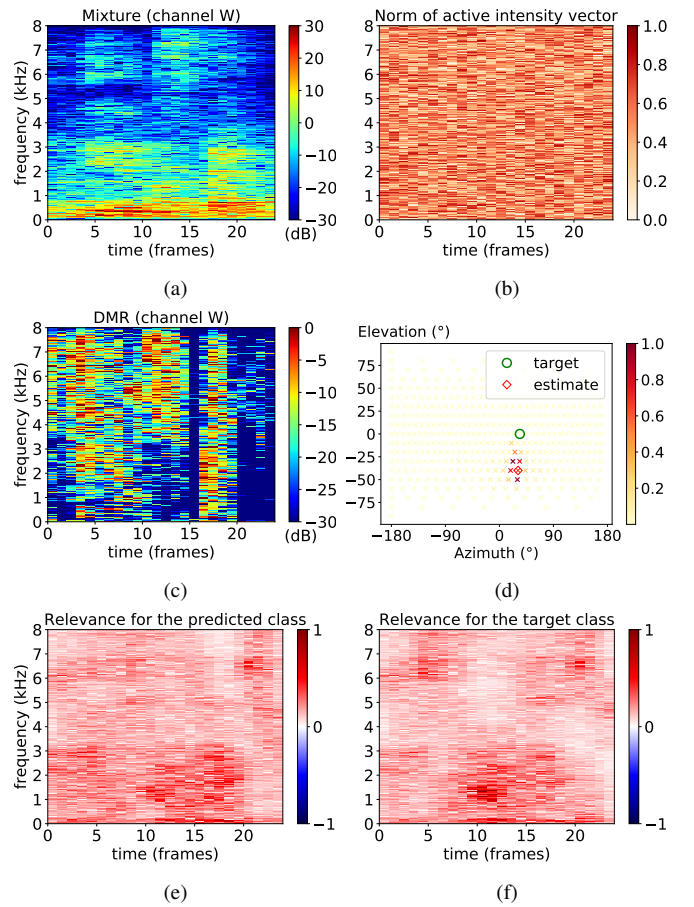 Mixture (channel W)
8
7
6
5
4
3
2
1
0
frequency (kHz)
0 5 10 15 20
time (frames)
30
20
10
0
−10
−20
−30
(dB)
(a)
Norm of active intensity vector
8
7
6
5
4
3
2
1
0
0 5 10 15 20
time (frames)
1.0
0.8
0.6
0.4
0.2
0.0
(b)
DMR (channel W)
8
7
6
5
4
3
2
1
0
frequency (kHz)
0 5 10 15 20
time (frames)
0
−5
−10
−15
−20
−25
−30
(dB)
(c)
Elevation (°)
75
50
25
0
−25
−50
−75
target
estimate
−180 −90 0 90 180
Azimuth (°)
1.0
0.8
0.6
0.4
0.2
(d)
Relevance for the predicted class
8
7
6
5
4
3
2
1
0
frequency (kHz)
0 5 10 15 20
time (frames)
1
0
−1
(e)
Relevance for the target class
8
7
6
5
4
3
2
1
0
0 5 10 15 20
time (frames)
1
0
−1
(f)